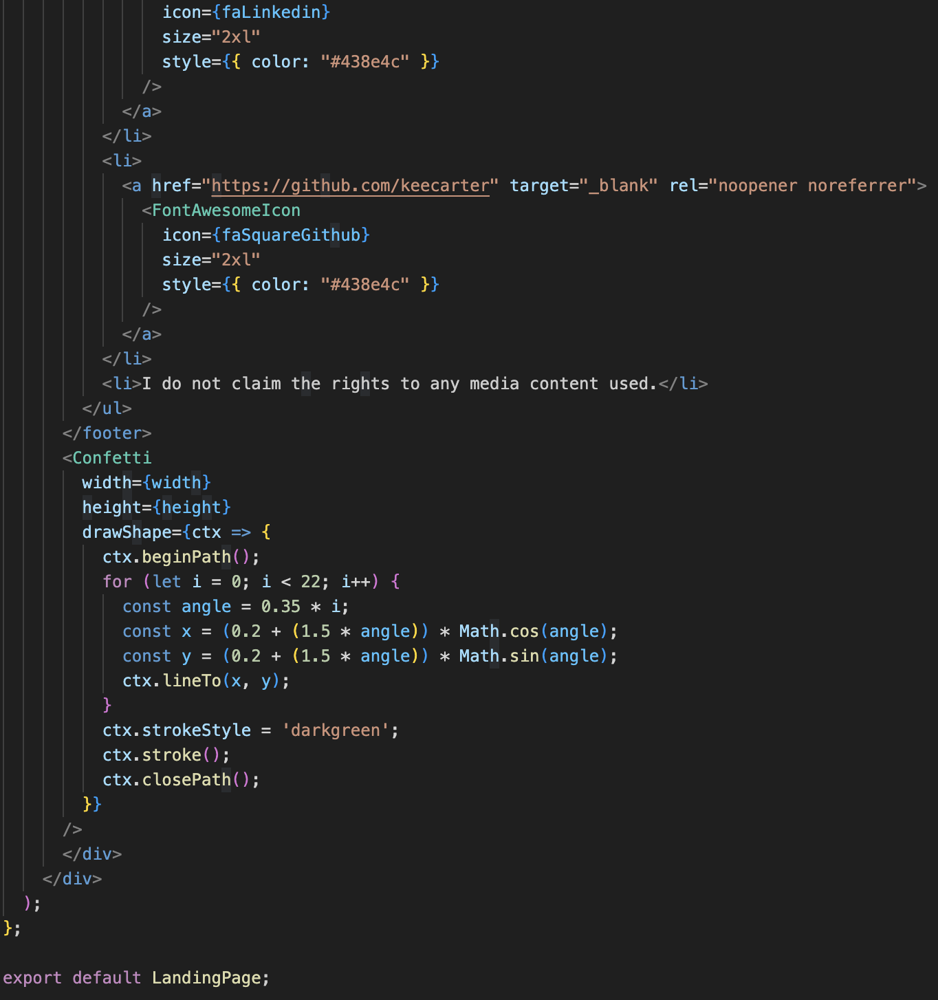 icon={faLinkedin}
size="2xl"
style={{ color: "#438e4c" }}
/>
</a>
</li>
<li>
<a href="https://github.com/keecarter" target="_blank" rel="noopener noreferrer">
<FontAwesomeIcon
icon={faSquareGithub}
size="2xl"
style={{ color: "#438e4c" }}
/>
</a>
</li>
<li>I do not claim the rights to any media content used.</li>
</ul>
</footer>
<Confetti
width={width}
height={height}
drawShape={ctx => {
ctx.beginPath();
for (let i = 0; i < 22; i++) {
const angle = 0.35 * i;
const x = (0.2 + (1.5 * angle)) * Math.cos(angle);
const y = (0.2 + (1.5 * angle)) * Math.sin(angle);
ctx.lineTo(x, y);
}
ctx.strokeStyle = 'darkgreen';
ctx.stroke();
ctx.closePath();
}}
/>
</div>
</div>
);
};
export default LandingPage;